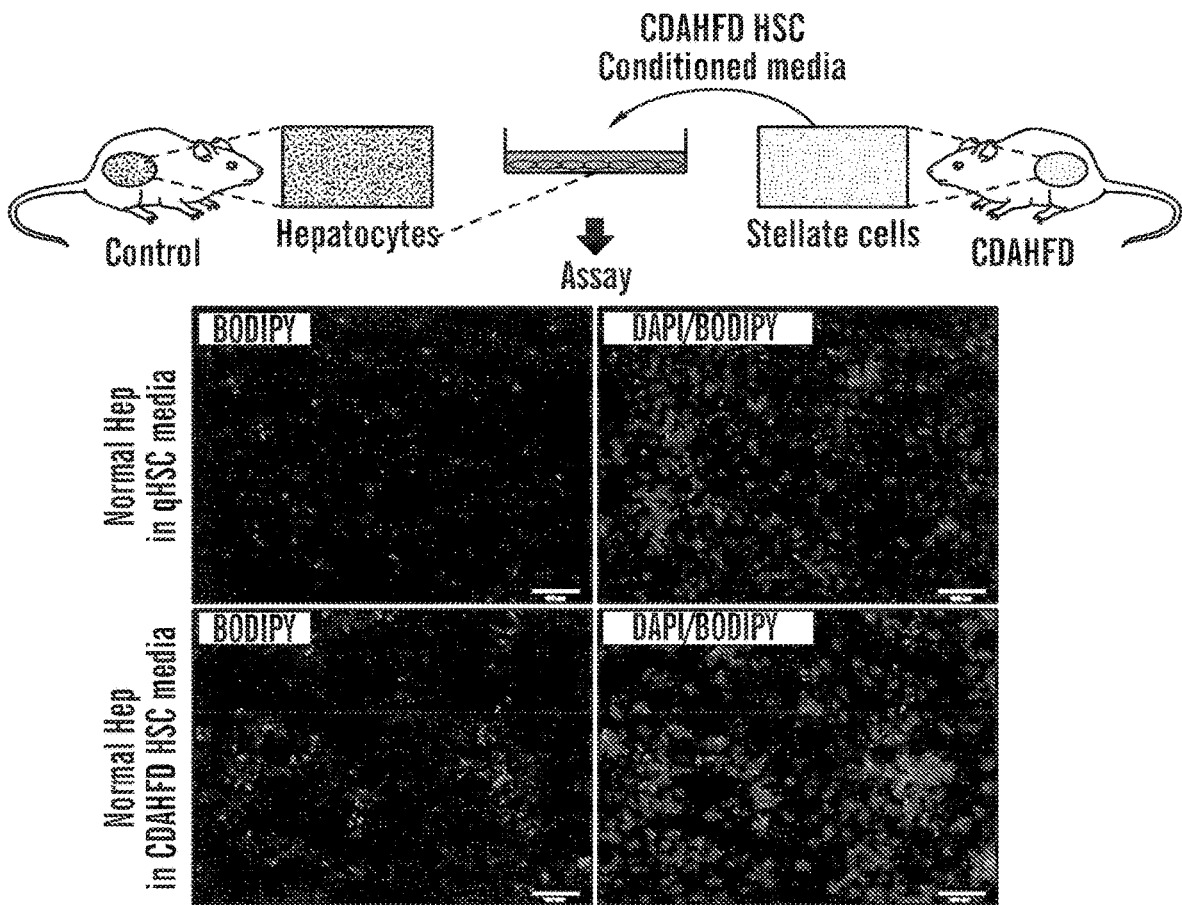 CDAHFD HSC
Conditioned media
Control
Hepatocytes
Stellate cells
CDAHFD
Assay
Normal Hep
in qHSC media
BODIPY
DAPI/BODIPY
Normal Hep
in CDAHFD HSC media
BODIPY
DAPI/BODIPY